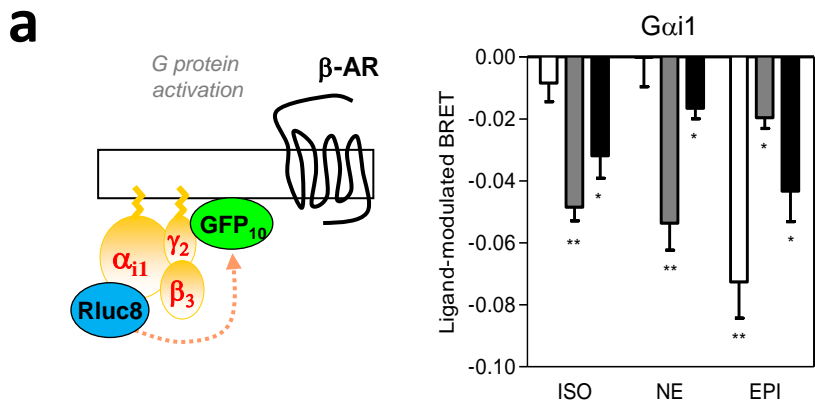 a
G protein
activation
β-AR
GFP10
γ2
αi1
β3
Rluc8
Gαi1
Ligand-modulated BRET
0.00
-0.02
-0.04
-0.06
-0.08
-0.10
** * ** * ** * *
ISO NE EPI